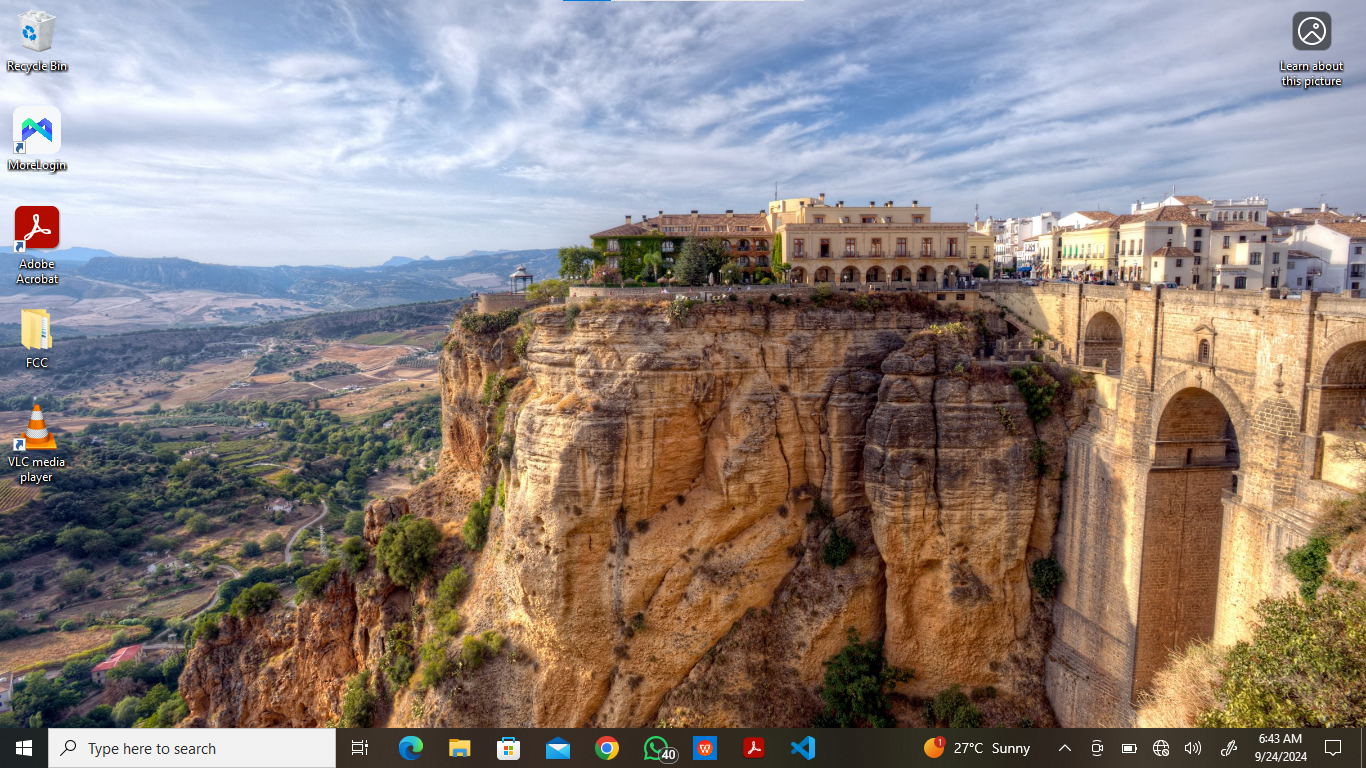 Recycle Bin
Learn about
this picture
MoreLogin
Adobe
Acrobat
FCC
VLC media
player
Type here to search
40
W
1
27°C Sunny
6:43 AM
9/24/2024